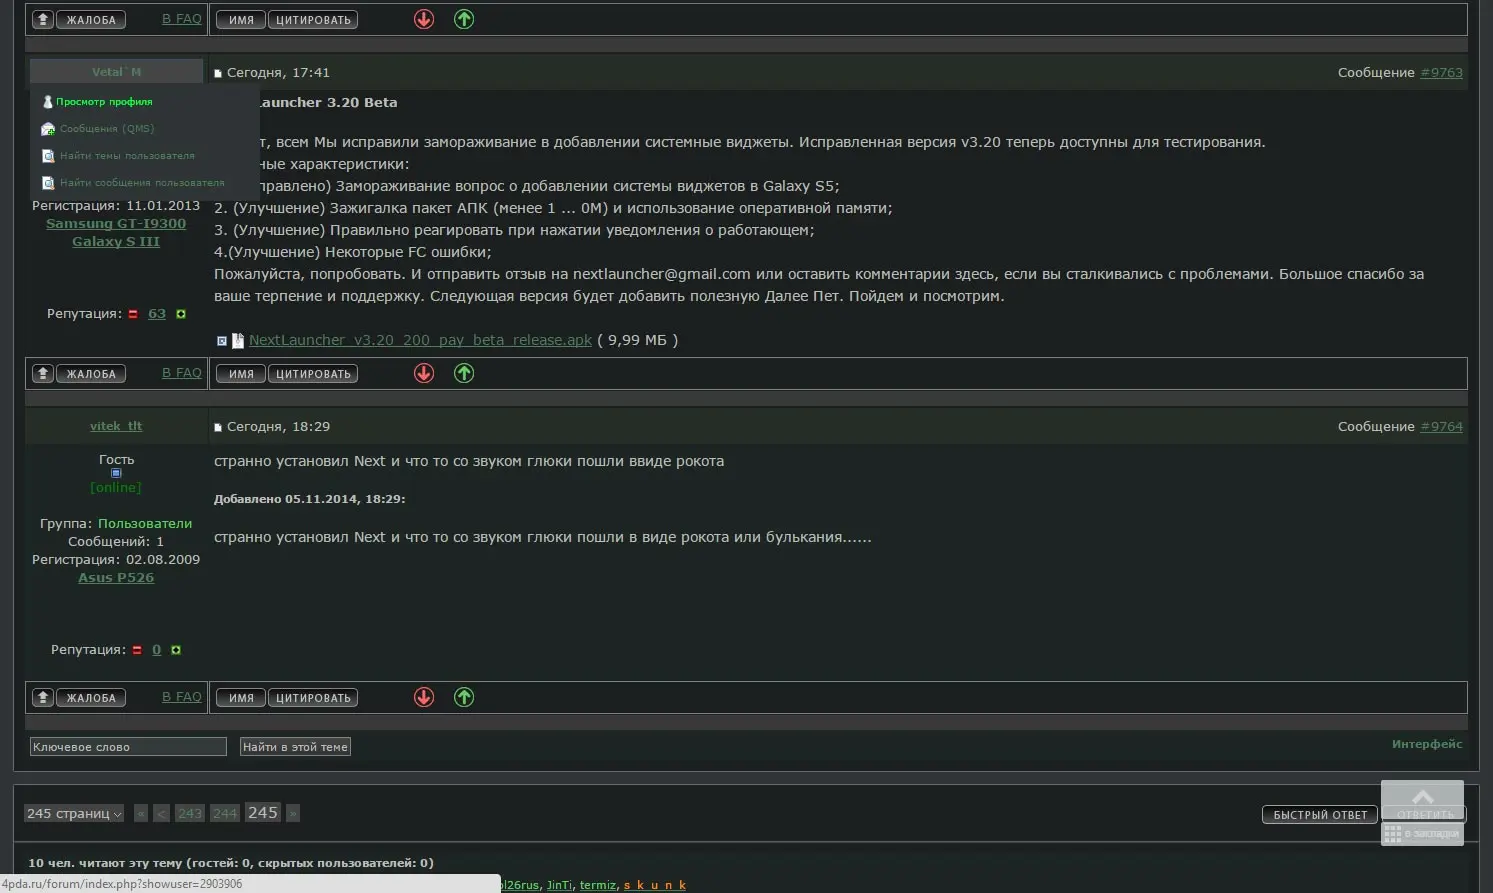 ЖАЛОБА В FAQ ИМЯ ЦИТИРОВАТЬ
Vetal`M Сегодня, 17:41 Сообщение #9763
Просмотр профиля
Сообщения (QMS)
Найти темы пользователя
Найти сообщения пользователя
Регистрация: 11.01.2013
Samsung GT-I9300
Galaxy S III
Репутация: 63
Launcher 3.20 Beta
т, всем Мы исправили замораживание в добавлении системные виджеты. Исправленная версия v3.20 теперь доступны для тестирования.
ные характеристики:
правлено) Замораживание вопрос о добавлении системы виджетов в Galaxy S5;
2. (Улучшение) Зажигалка пакет АПК (менее 1 ... 0M) и использование оперативной памяти;
3. (Улучшение) Правильно реагировать при нажатии уведомления о работающем;
4.(Улучшение) Некоторые FC ошибки;
Пожалуйста, попробовать. И отправить отзыв на nextlauncher@gmail.com или оставить комментарии здесь, если вы сталкивались с проблемами. Большое спасибо за
ваше терпение и поддержку. Следующая версия будет добавить полезную Далее Пет. Пойдем и посмотрим.
NextLauncher_v3.20_200_pay_beta_release.apk ( 9,99 МБ )
ЖАЛОБА В FAQ ИМЯ ЦИТИРОВАТЬ
vitek_tlt Сегодня, 18:29 Сообщение #9764
Гость
[online]
Группа: Пользователи
Сообщений: 1
Регистрация: 02.08.2009
Asus P526
Репутация: 0
странно установил Next и что то со звуком глюки пошли ввиде рокота
Добавлено 05.11.2014, 18:29:
странно установил Next и что то со звуком глюки пошли в виде рокота или булькания......
ЖАЛОБА В FAQ ИМЯ ЦИТИРОВАТЬ
Ключевое слово Найти в этой теме Интерфейс
245 страниц « < 243 244 245 » БЫСТРЫЙ ОТВЕТ ОТВЕТИТЬ
в закладки
10 чел. читают эту тему (гостей: 0, скрытых пользователей: 0)
4pda.ru/forum/index.php?showuser=2903906 ol26rus, JinTi, termiz, s_k_u_n_k